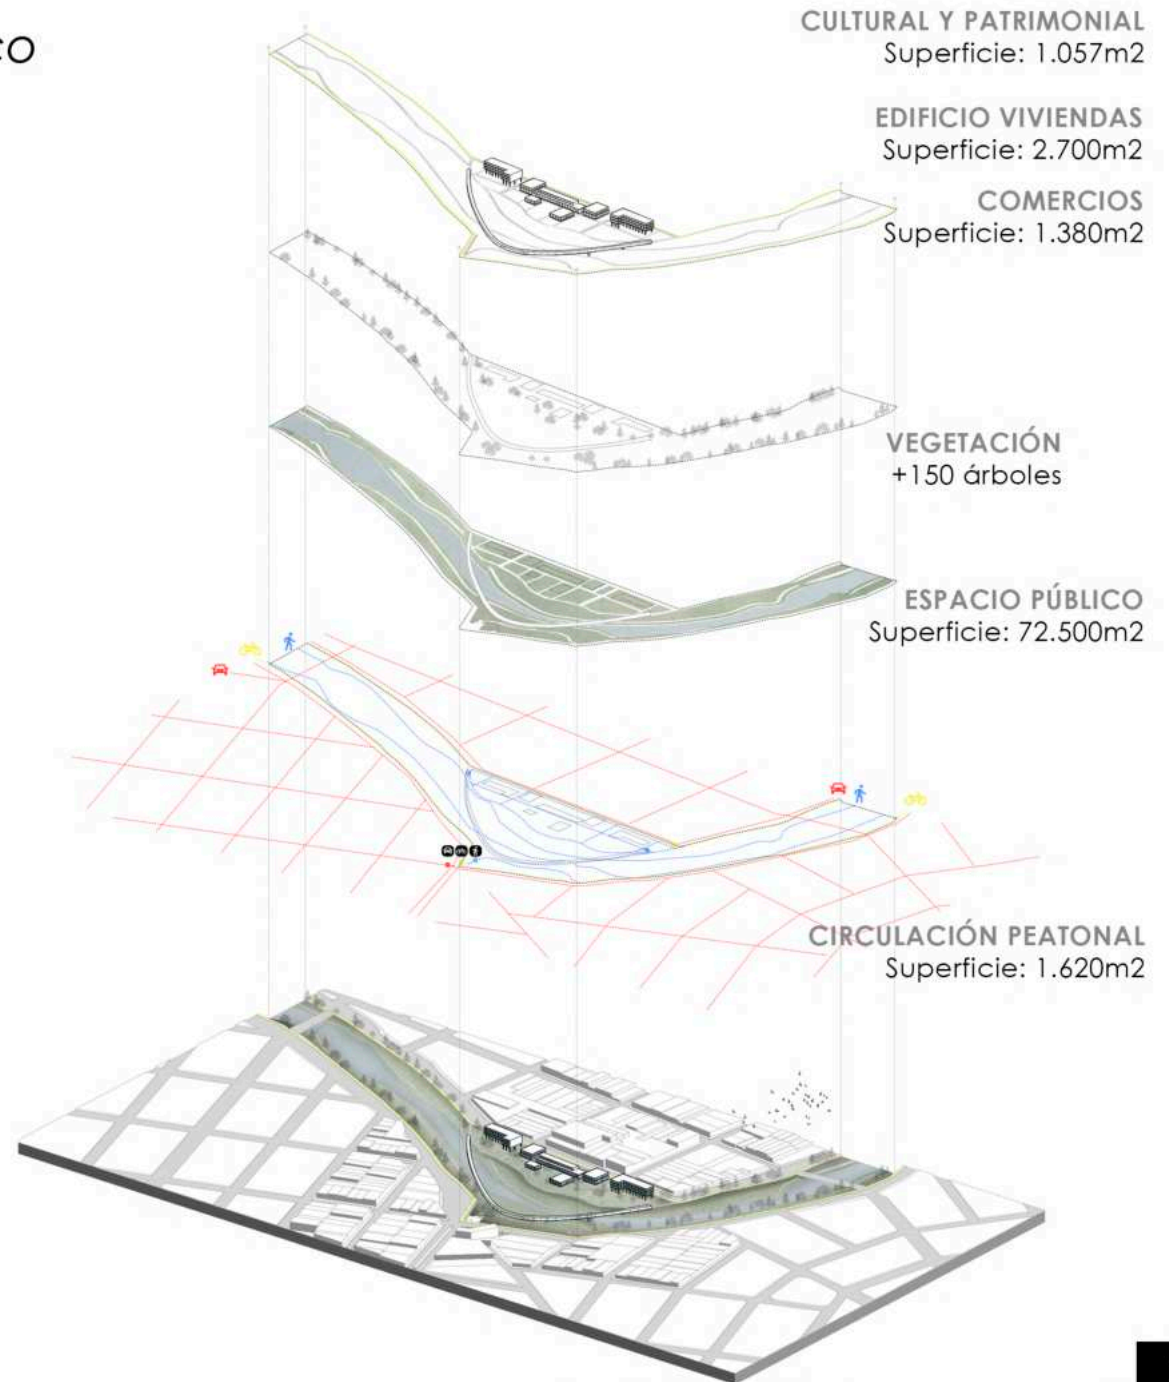 CO
CULTURAL Y PATRIMONIAL
Superficie: 1.057m2
EDIFICIO VIVIENDAS
Superficie: 2.700m2
COMERCIOS
Superficie: 1.380m2
VEGETACIÓN
+150 árboles
ESPACIO PÚBLICO
Superficie: 72.500m2
CIRCULACIÓN PEATONAL
Superficie: 1.620m2